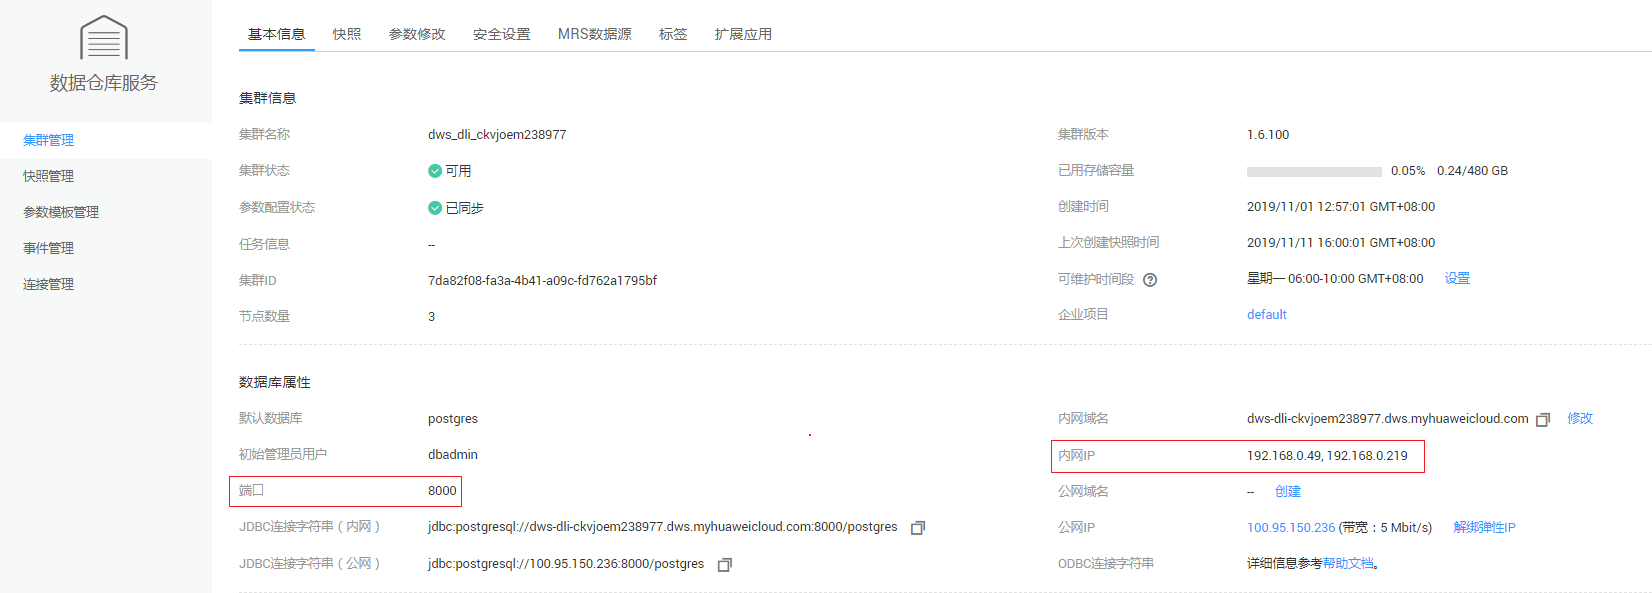 数据仓库服务
集群管理
快照管理
参数模板管理
事件管理
连接管理
基本信息 快照 参数修改 安全设置 MRS数据源 标签 扩展应用
集群信息
集群名称 dws_dli_ckvjoem238977 集群版本 1.6.100
集群状态 可用 已用存储容量 0.05% 0.24/480 GB
参数配置状态 已同步 创建时间 2019/11/01 12:57:01 GMT+08:00
任务信息 -- 上次创建快照时间 2019/11/11 16:00:01 GMT+08:00
集群ID 7da82f08-fa3a-4b41-a09c-fd762a1795bf 可维护时间段 ? 星期一 06:00-10:00 GMT+08:00 设置
节点数量 3 企业项目 default
数据库属性
默认数据库 postgres 内网域名 dws-dli-ckvjoem238977.dws.myhuaweicloud.com 修改
初始管理员用户 dbadmin 内网IP 192.168.0.49, 192.168.0.219
端口 8000 公网域名 -- 创建
JDBC连接字符串（内网） jdbc:postgresql://dws-dli-ckvjoem238977.dws.myhuaweicloud.com:8000/postgres 公网IP 100.95.150.236 (带宽：5 Mbit/s) 解绑弹性IP
JDBC连接字符串（公网） jdbc:postgresql://100.95.150.236:8000/postgres ODBC连接字符串 详细信息参考帮助文档。